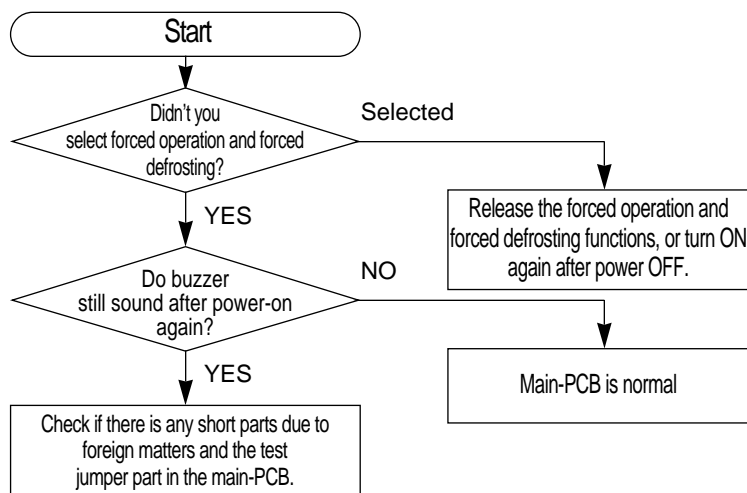 Start
Didn't you
select forced operation and forced
defrosting?
Selected
YES
Release the forced operation and
forced defrosting functions, or turn ON
again after power OFF.
Do buzzer
still sound after power-on
again?
NO
YES
Main-PCB is normal
Check if there is any short parts due to
foreign matters and the test
jumper part in the main-PCB.